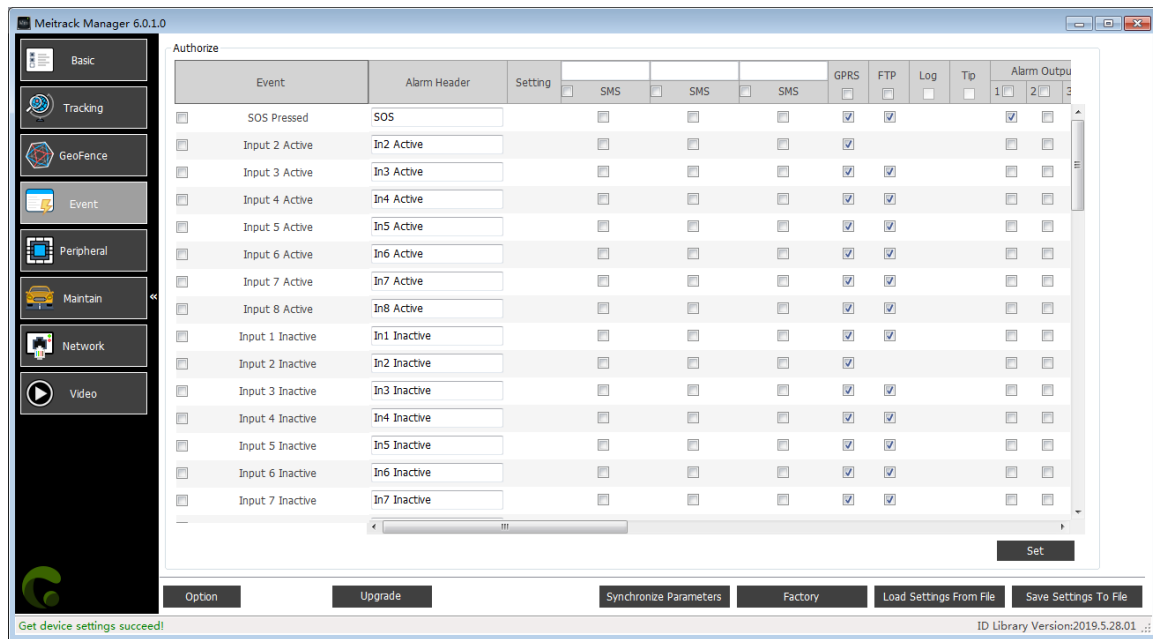 Meitrack Manager 6.0.1.0
Basic
Tracking
GeoFence
Event
Peripheral
Maintain
«
Network
Video
Authorize
Event Alarm Header Setting SMS SMS SMS GPRS FTP Log Tip Alarm Outpu
1 2 3
SOS Pressed SOS
Input 2 Active In2 Active
Input 3 Active In3 Active
Input 4 Active In4 Active
Input 5 Active In5 Active
Input 6 Active In6 Active
Input 7 Active In7 Active
Input 8 Active In8 Active
Input 1 Inactive In1 Inactive
Input 2 Inactive In2 Inactive
Input 3 Inactive In3 Inactive
Input 4 Inactive In4 Inactive
Input 5 Inactive In5 Inactive
Input 6 Inactive In6 Inactive
Input 7 Inactive In7 Inactive
Set
Option Upgrade Synchronize Parameters Factory Load Settings From File Save Settings To File
Get device settings succeed! ID Library Version:2019.5.28.01